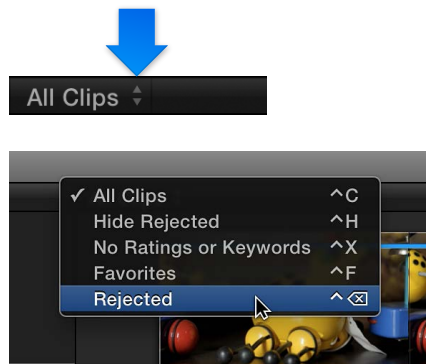 All Clips
✓ All Clips ^C
Hide Rejected ^H
No Ratings or Keywords ^X
Favorites ^F
Rejected ^⌫